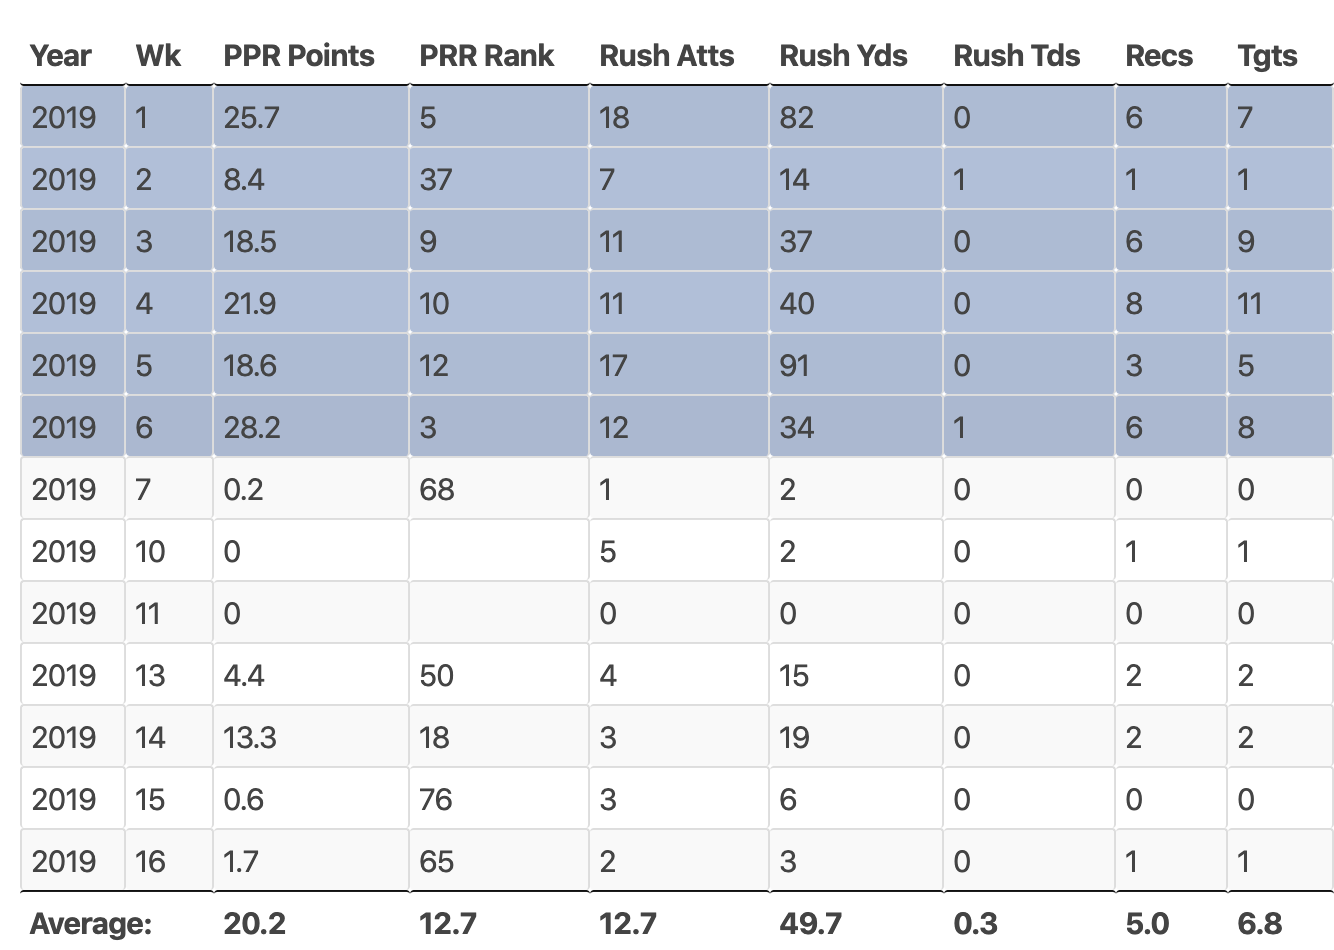 Year Wk PPR Points PRR Rank Rush Atts Rush Yds Rush Tds Recs Tgts
2019 1 25.7 5 18 82 0 6 7
2019 2 8.4 37 7 14 1 1 1
2019 3 18.5 9 11 37 0 6 9
2019 4 21.9 10 11 40 0 8 11
2019 5 18.6 12 17 91 0 3 5
2019 6 28.2 3 12 34 1 6 8
2019 7 0.2 68 1 2 0 0 0
2019 10 0 5 2 0 1 1
2019 11 0 0 0 0 0 0
2019 13 4.4 50 4 15 0 2 2
2019 14 13.3 18 3 19 0 2 2
2019 15 0.6 76 3 6 0 0 0
2019 16 1.7 65 2 3 0 1 1
Average: 20.2 12.7 12.7 49.7 0.3 5.0 6.8